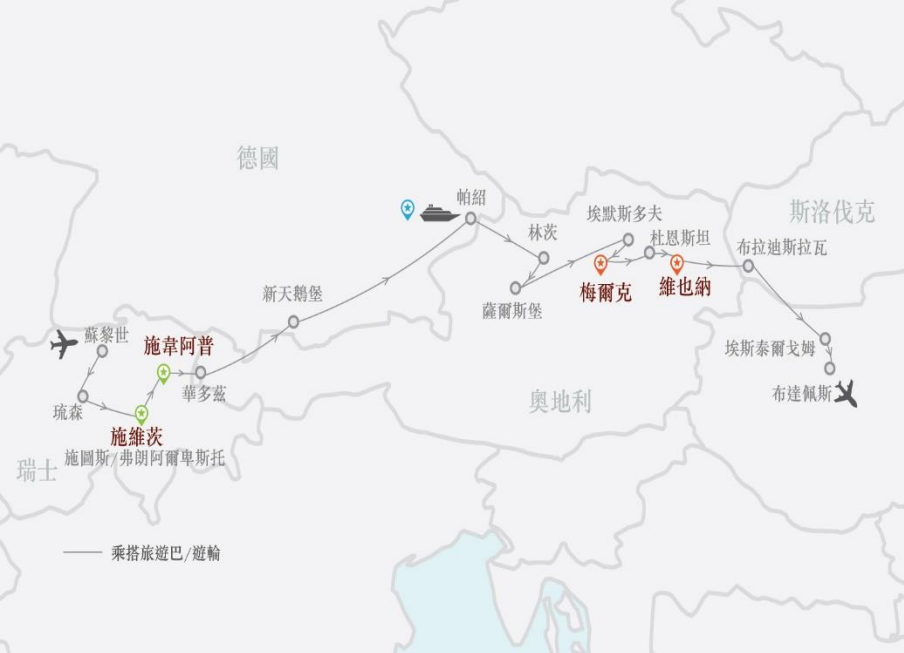 德國
斯洛伐克
帕紹
埃默斯多夫
林茨
杜恩斯坦
布拉迪斯拉瓦
新天鵝堡
薩爾斯堡
梅爾克
維也納
蘇黎世
施韋阿普
埃斯泰爾戈姆
華多茲
布達佩斯
奧地利
琉森
施維茨
施圖斯/弗朗阿爾卑斯托
瑞士
乘搭旅遊巴/遊輪